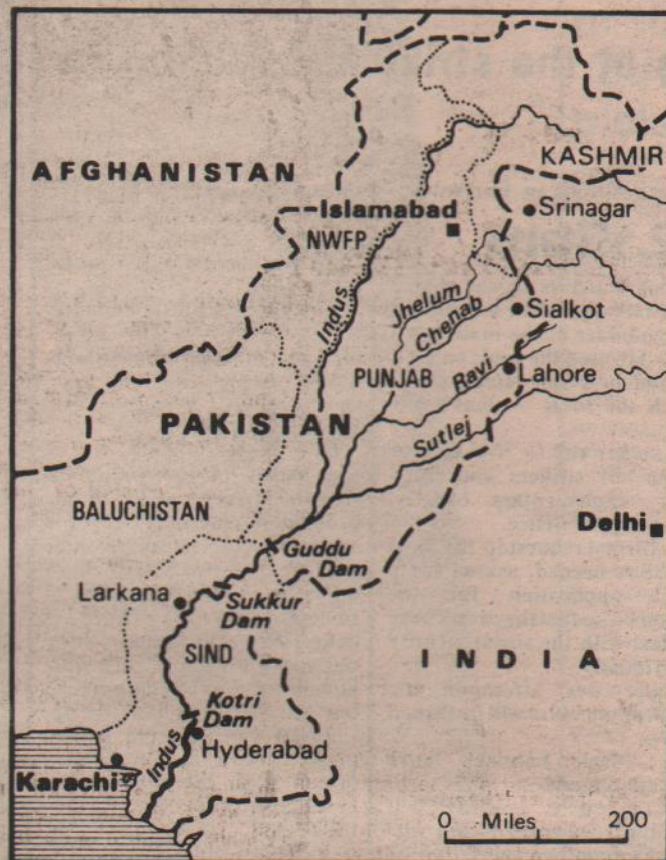 KASHMIR
AFGHANISTAN
Islamabad
Srinagar
NWFP
Indus
Jhelum
Chenab
Sialkot
PUNJAB
Ravi
Lahore
PAKISTAN
Sutlej
BALUCHISTAN
Guddu
Dam
Delhi
Larkana
Sukkur
Dam
SIND
INDIA
Kotri
Dam
Indus
Hyderabad
Karachi
0 Miles 200